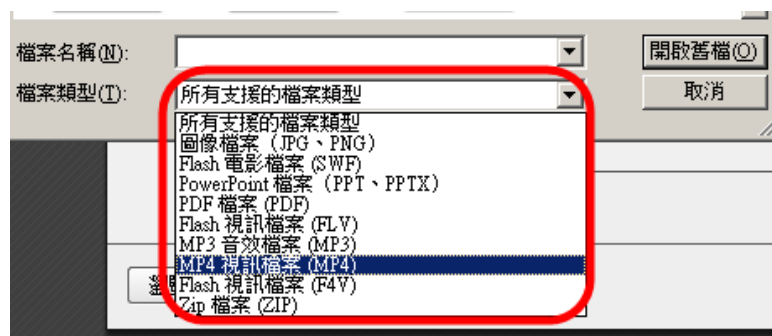 檔案名稱(N):
開啟舊檔(O)
檔案類型(T):
所有支援的檔案類型
取消
所有支援的檔案類型
圖像檔案（JPG、PNG）
Flash 電影檔案 (SWF)
PowerPoint 檔案（PPT、PPTX）
PDF 檔案 (PDF)
Flash 視訊檔案 (FLV)
MP3 音效檔案 (MP3)
MP4 視訊檔案 (MP4)
Flash 視訊檔案 (F4V)
Zip 檔案 (ZIP)